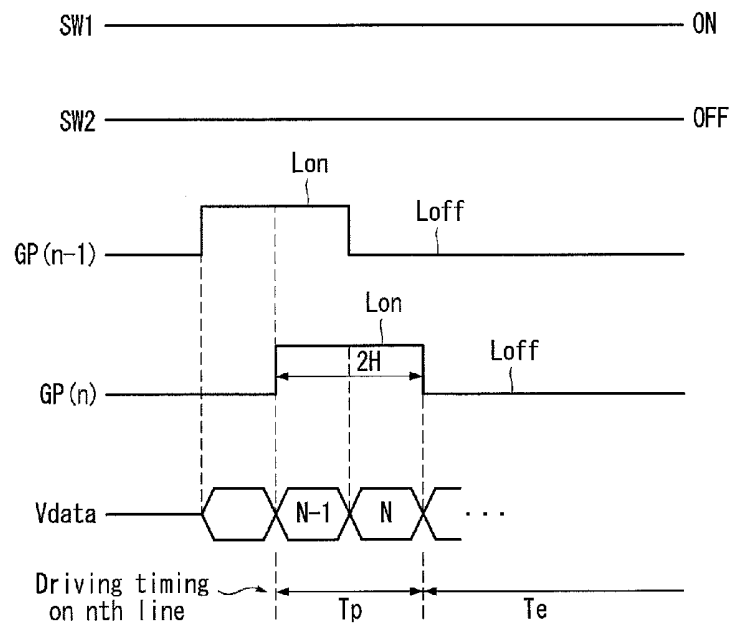 SW1 ON
SW2 OFF
Lon
Loff
GP(n-1)
Lon
Loff
2H
GP(n)
Vdata N-1 N ...
Driving timing
on nth line
Tp Te